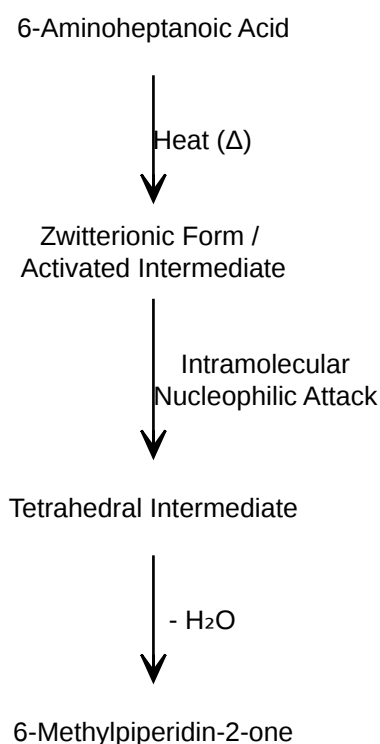 6-Aminoheptanoic Acid
Heat (Δ)
Zwitterionic Form /
Activated Intermediate
Intramolecular
Nucleophilic Attack
Tetrahedral Intermediate
- H₂O
6-Methylpiperidin-2-one